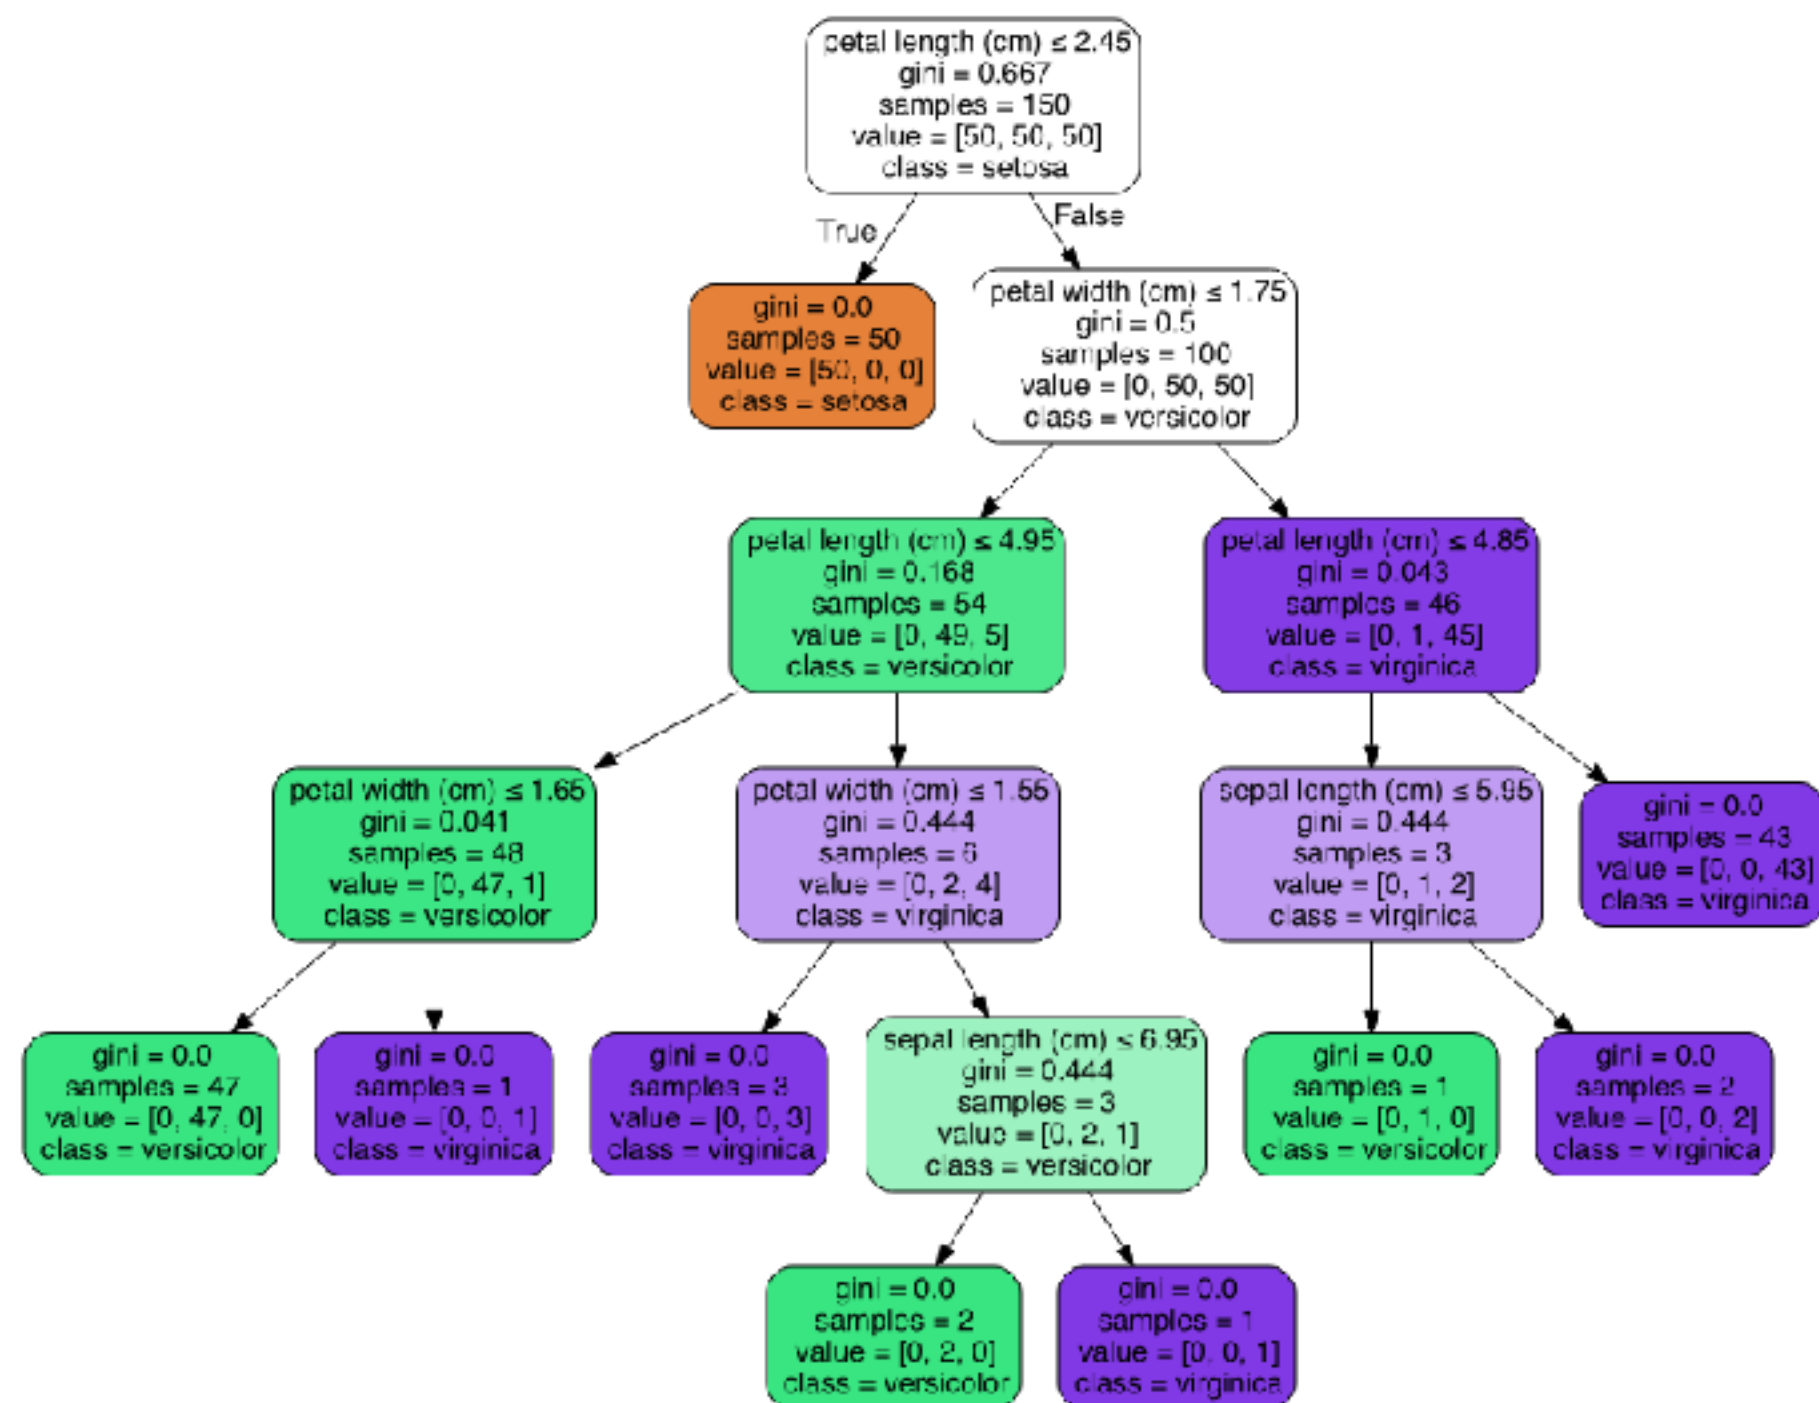 petal length (cm) ≤ 2.45
gini = 0.667
samples = 150
value = [50, 50, 50]
class = setosa
True
False
gini = 0.0
samples = 50
value = [50, 0, 0]
class = setosa
petal width (cm) ≤ 1.75
gini = 0.5
samples = 100
value = [0, 50, 50]
class = versicolor
petal length (cm) ≤ 4.95
gini = 0.168
samples = 54
value = [0, 49, 5]
class = versicolor
petal length (cm) ≤ 4.85
gini = 0.043
samples = 46
value = [0, 1, 45]
class = virginica
petal width (cm) ≤ 1.65
gini = 0.041
samples = 48
value = [0, 47, 1]
class = versicolor
petal width (cm) ≤ 1.55
gini = 0.444
samples = 6
value = [0, 2, 4]
class = virginica
sepal length (cm) ≤ 5.95
gini = 0.444
samples = 3
value = [0, 1, 2]
class = virginica
gini = 0.0
samples = 43
value = [0, 0, 43]
class = virginica
gini = 0.0
samples = 47
value = [0, 47, 0]
class = versicolor
gini = 0.0
samples = 1
value = [0, 0, 1]
class = virginica
gini = 0.0
samples = 3
value = [0, 0, 3]
class = virginica
sepal length (cm) ≤ 6.95
gini = 0.444
samples = 3
value = [0, 2, 1]
class = versicolor
gini = 0.0
samples = 1
value = [0, 1, 0]
class = versicolor
gini = 0.0
samples = 2
value = [0, 0, 2]
class = virginica
gini = 0.0
samples = 2
value = [0, 2, 0]
class = versicolor
gini = 0.0
samples = 1
value = [0, 0, 1]
class = virginica